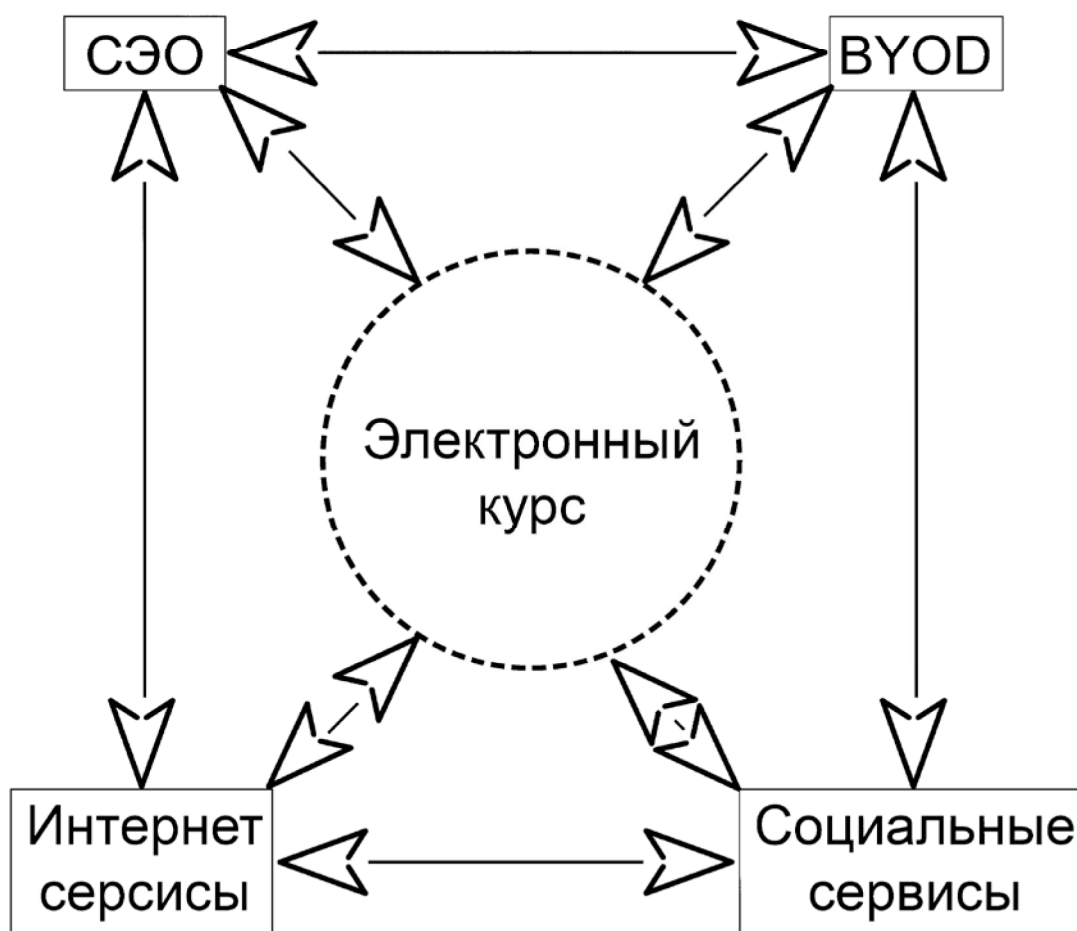 СЭО
BYOD
Электронный
курс
Интернет
серсисы
Социальные
сервисы